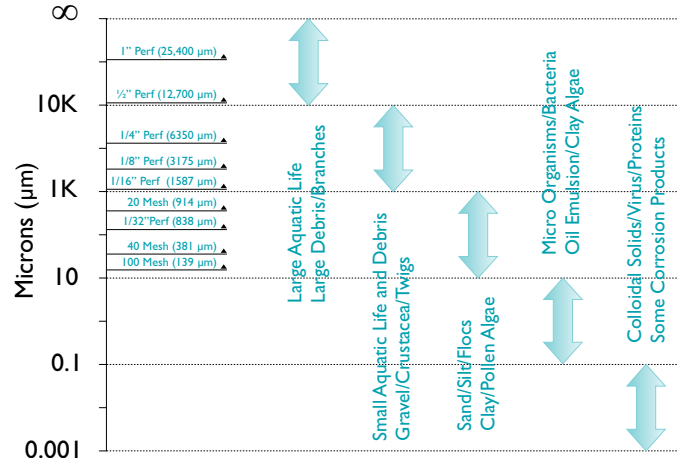 Microns (μm)
∞
10K
1K
10
0.1
0.001
1” Perf (25,400 μm)
½” Perf (12,700 μm)
1/4” Perf (6350 μm)
1/8” Perf (3175 μm)
1/16” Perf (1587 μm)
20 Mesh (914 μm)
1/32”Perf (838 μm)
40 Mesh (381 μm)
100 Mesh (139 μm)
Large Aquatic Life
Large Debris/Branches
Small Aquatic Life and Debris
Gravel/Crustacea/Twigs
Sand/Silt/Flocs
Clay/Pollen Algae
Micro Organisms/Bacteria
Oil Emulsion/Clay Algae
Colloidal Solids/Virus/Proteins
Some Corrosion Products